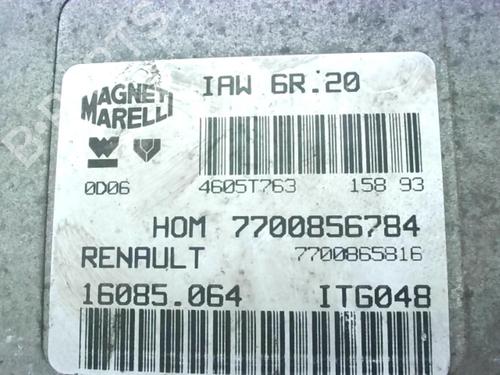 MAGNETI
MARELLI
IAW 6R.20
0D06
4605T763
158 93
HOM 7700856784
RENAULT
7700865816
16085.064
ITG048